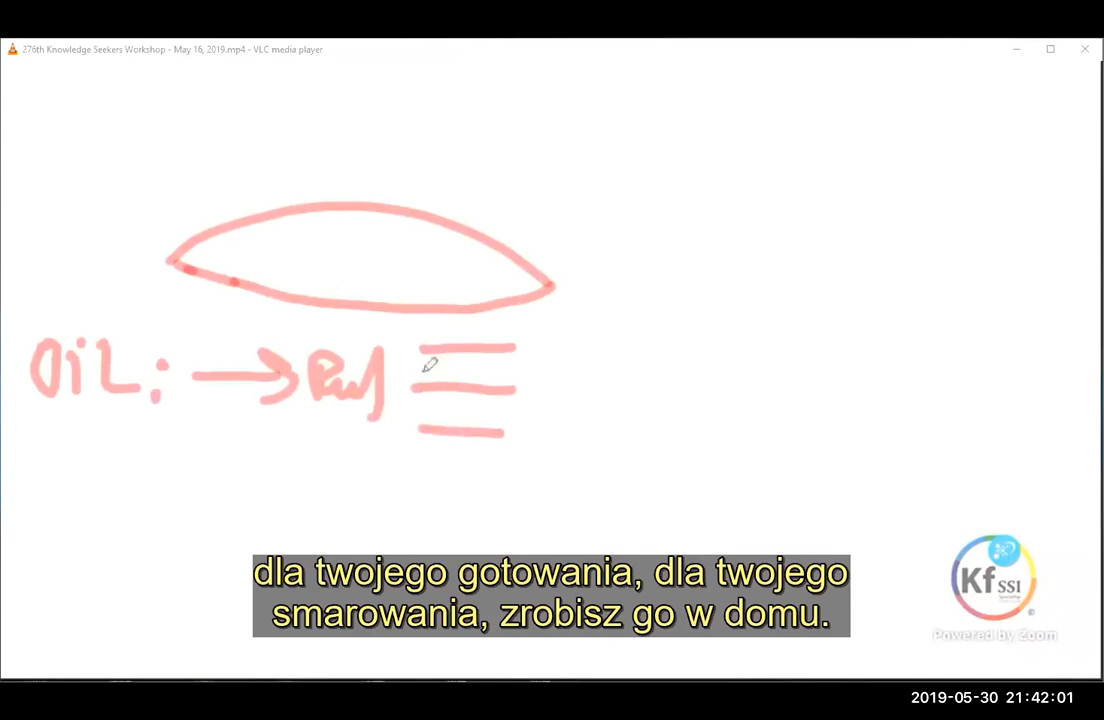 276th Knowledge Seekers Workshop - May 16, 2019.mp4 - VLC media player
OiL:
dla twojego gotowania, dla twojego
smarowania, zrobisz go w domu.
Kf SSI
Powered by Zoom
2019-05-30 21:42:01